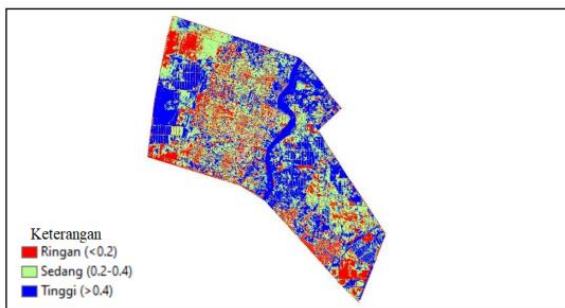 Keterangan
Ringan (<0.2)
Sedang (0.2-0.4)
Tinggi (>0.4)